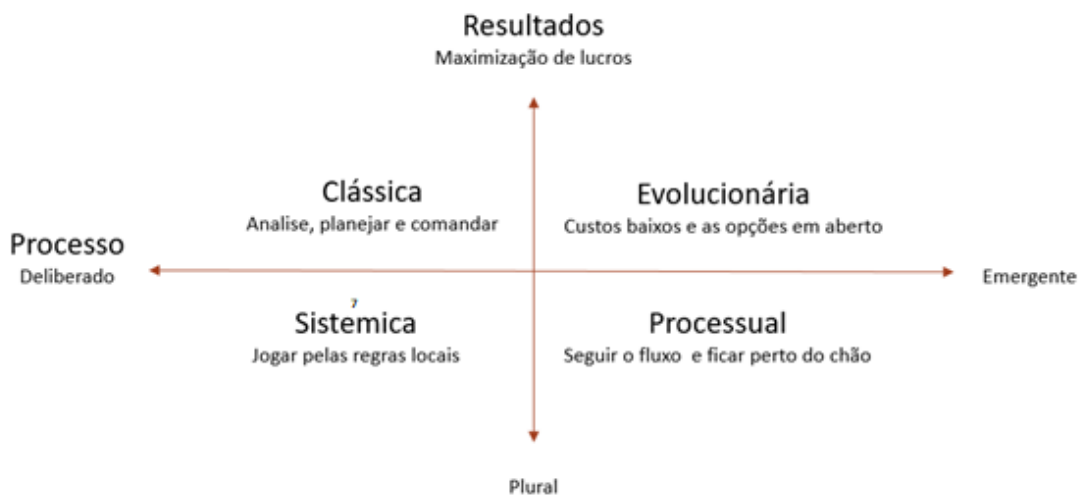 Resultados
Maximização de lucros
Clássica
Analise, planejar e comandar
Evolucionária
Custos baixos e as opções em aberto
Processo
Deliberado
Emergente
7
Sistemica
Jogar pelas regras locais
Processual
Seguir o fluxo e ficar perto do chão
Plural